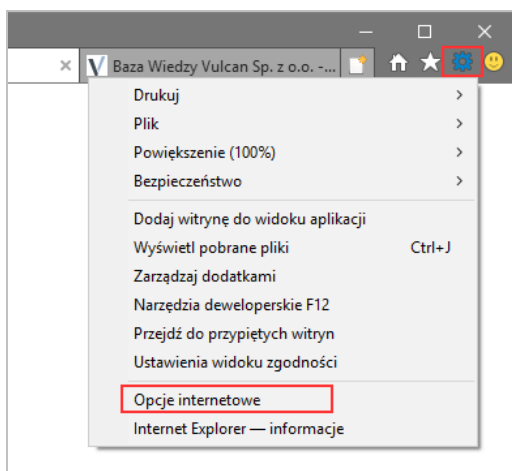 Baza Wiedzy Vulcan Sp. z o.o. -...
Drukuj
Plik
Powiększenie (100%)
Bezpieczeństwo
Dodaj witrynę do widoku aplikacji
Wyświetl pobrane pliki Ctrl+J
Zarządzaj dodatkami
Narzędzia deweloperskie F12
Przejdź do przypiętych witryn
Ustawienia widoku zgodności
Opcje internetowe
Internet Explorer — informacje